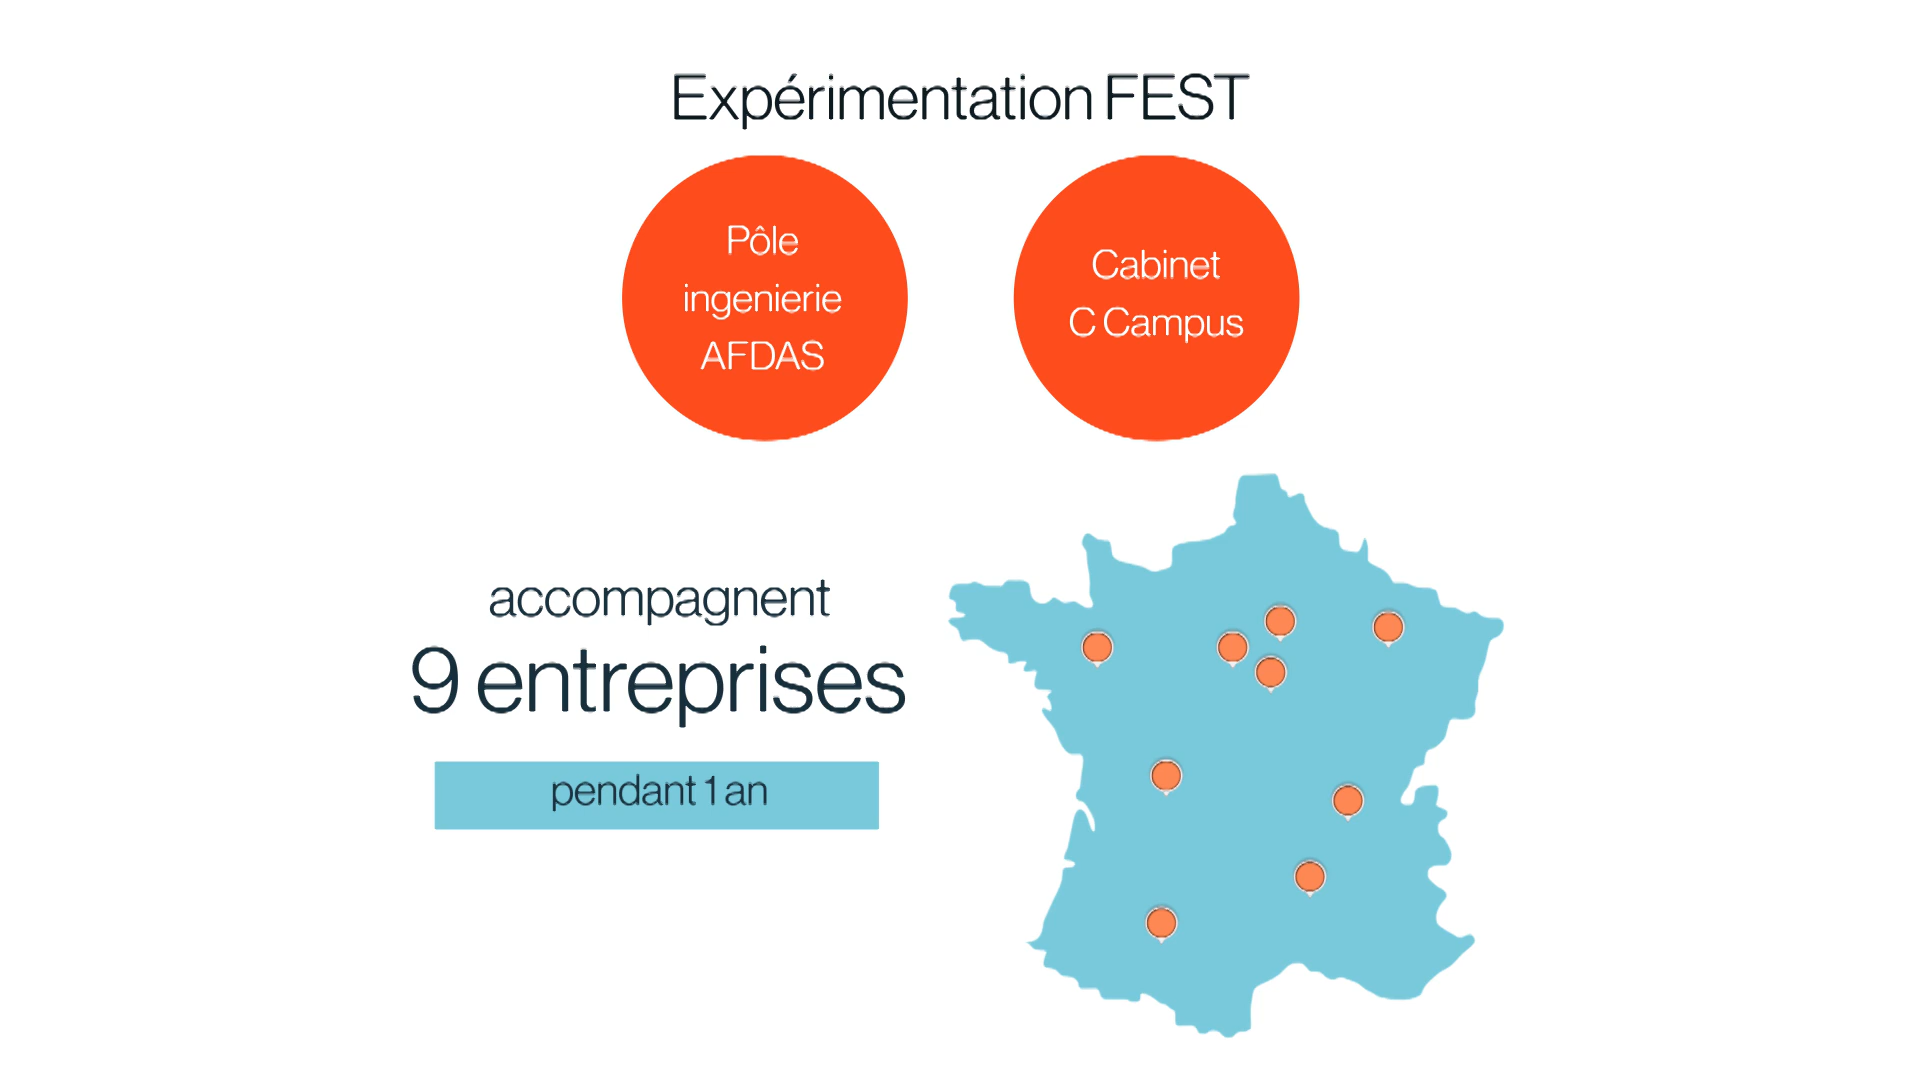 Expérimentation FEST
Pôle
ingenierie
AFDAS
Cabinet
C Campus
accompagnent
9 entreprises
pendant 1 an